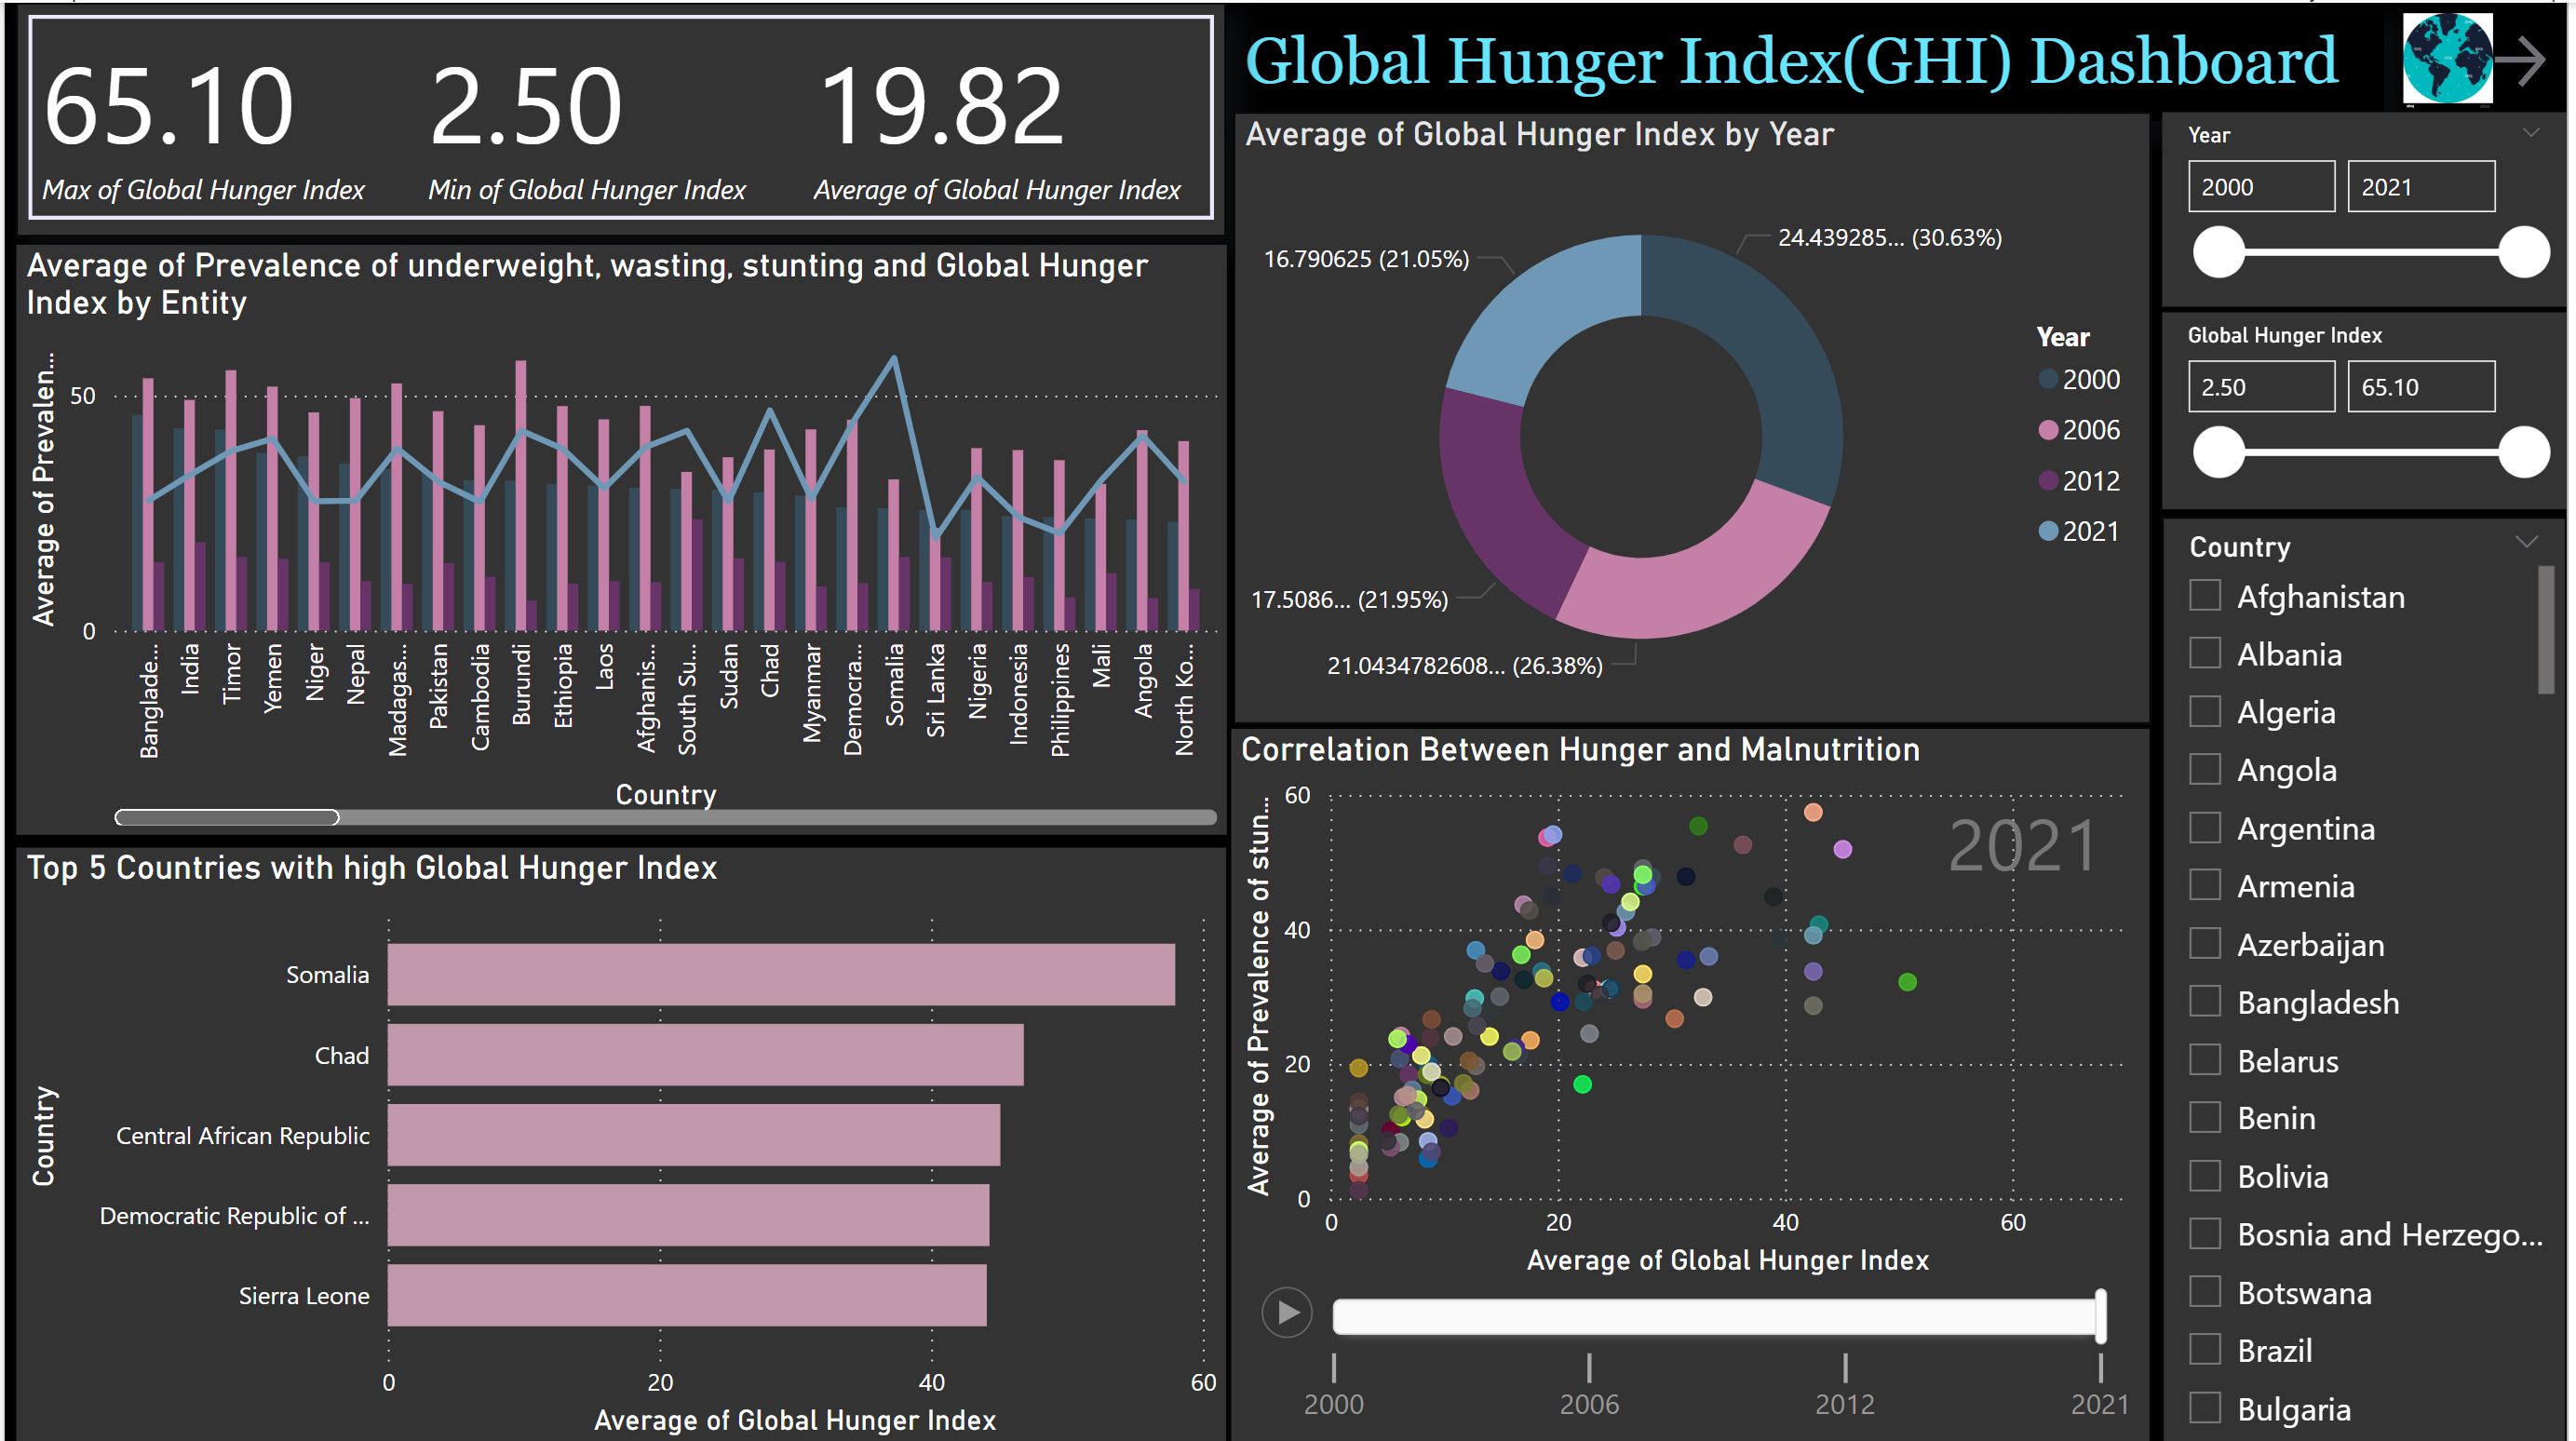 65.10
Max of Global Hunger Index
2.50
Min of Global Hunger Index
19.82
Average of Global Hunger Index
Global Hunger Index(GHI) Dashboard
Average of Prevalence of underweight, wasting, stunting and Global Hunger
Index by Entity
Average of Prevalen...
50
0
Banglade...
India
Timor
Yemen
Niger
Nepal
Madagas...
Pakistan
Cambodia
Burundi
Ethiopia
Laos
Afghanis...
South Su...
Sudan
Chad
Myanmar
Democra...
Somalia
Sri Lanka
Nigeria
Indonesia
Philippines
Mali
Angola
North Ko...
Country
Top 5 Countries with high Global Hunger Index
Country
Somalia
Chad
Central African Republic
Democratic Republic of ...
Sierra Leone
0
20
40
60
Average of Global Hunger Index
Average of Global Hunger Index by Year
24.439285... (30.63%)
16.790625 (21.05%)
17.5086... (21.95%)
21.0434782608... (26.38%)
Year
2000
2006
2012
2021
Correlation Between Hunger and Malnutrition
Average of Prevalence of stun...
60
40
20
0
2021
0
20
40
60
Average of Global Hunger Index
2000
2006
2012
2021
Year
2000
2021
Global Hunger Index
2.50
65.10
Country
Afghanistan
Albania
Algeria
Angola
Argentina
Armenia
Azerbaijan
Bangladesh
Belarus
Benin
Bolivia
Bosnia and Herzego...
Botswana
Brazil
Bulgaria